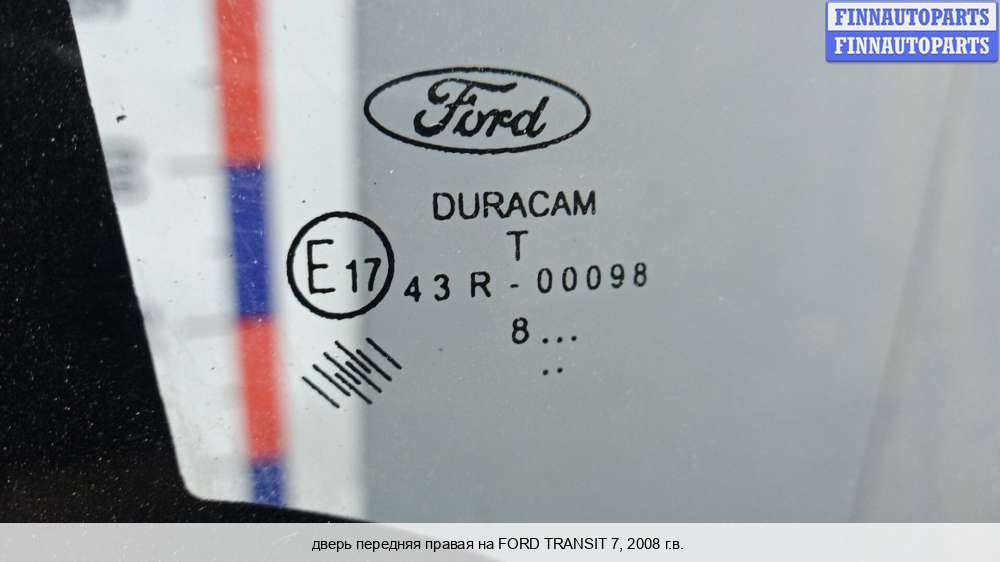 FINNAUTOPARTS
FINNAUTOPARTS
Ford
DURACAM
T
E17
43R-00098
8...
..
дверь передняя правая на FORD TRANSIT 7, 2008 г.в.